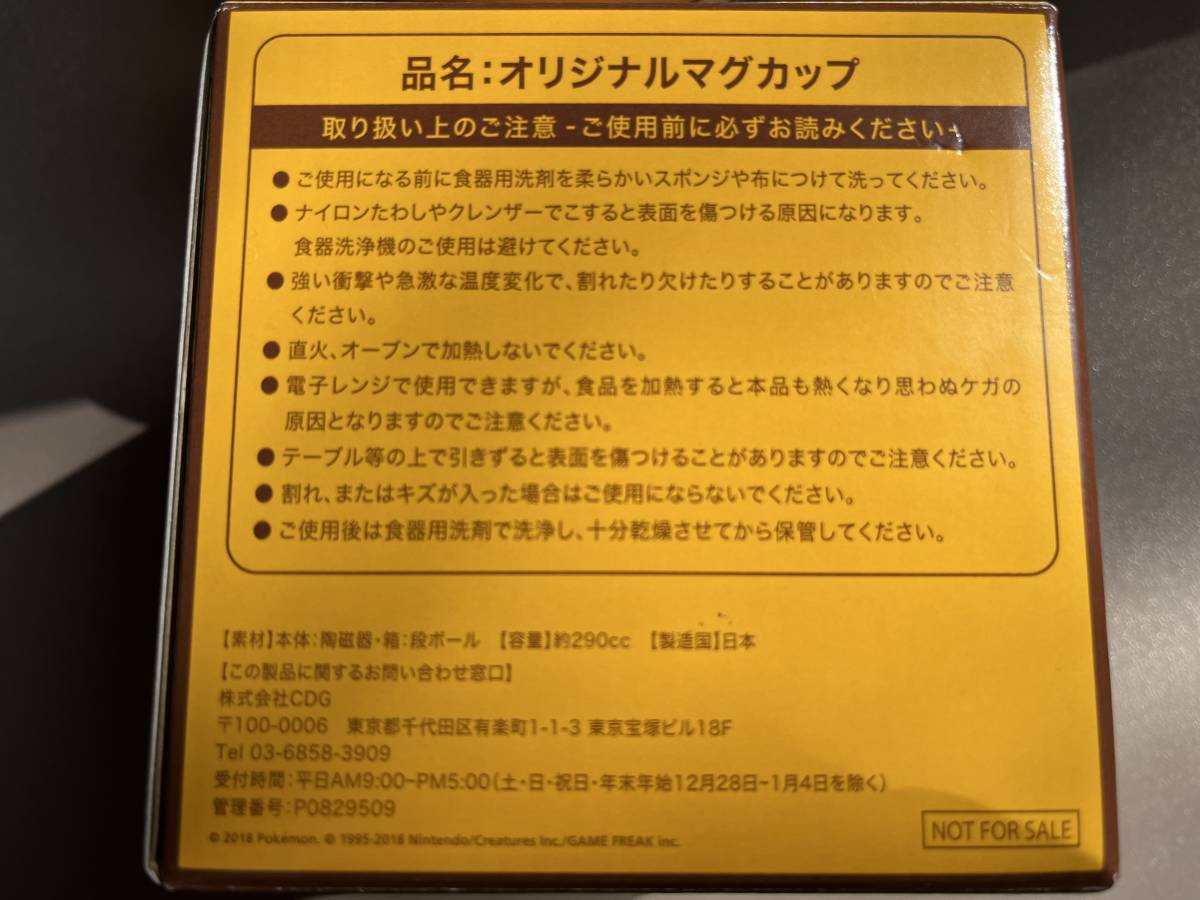 品名:オリジナルマグカップ
取り扱い上のご注意 -ご使用前に必ずお読みください-
●ご使用になる前に食器用洗剤を柔らかいスポンジや布につけて洗ってください。
●ナイロンたわしやクレンザーでこすると表面を傷つける原因になります。
食器洗浄機のご使用は避けてください。
●強い衝撃や急激な温度変化で、割れたり欠けたりすることがありますのでご注意
ください。
●直火、オーブンで加熱しないでください。
●電子レンジで使用できますが、食品を加熱すると本品も熱くなり思わぬケガの
原因となりますのでご注意ください。
●テーブル等の上で引きずると表面を傷つけることがありますのでご注意ください。
●割れ、またはキズが入った場合はご使用にならないでください。
●ご使用後は食器用洗剤で洗浄し、十分乾燥させてから保管してください。
【素材】本体:陶磁器・箱:段ボール 【容量】約290cc 【製造国】日本
【この製品に関するお問い合わせ窓口】
株式会社CDG
〒100-0006 東京都千代田区有楽町1-1-3 東京宝塚ビル18F
Tel 03-6858-3909
受付時間:平日AM9:00~PM5:00(土・日・祝日・年末年始12月28日~1月4日を除く)
管理番号:P0829509
© 2018 Pokémon. © 1995-2018 Nintendo/Creatures Inc./GAME FREAK inc.
NOT FOR SALE